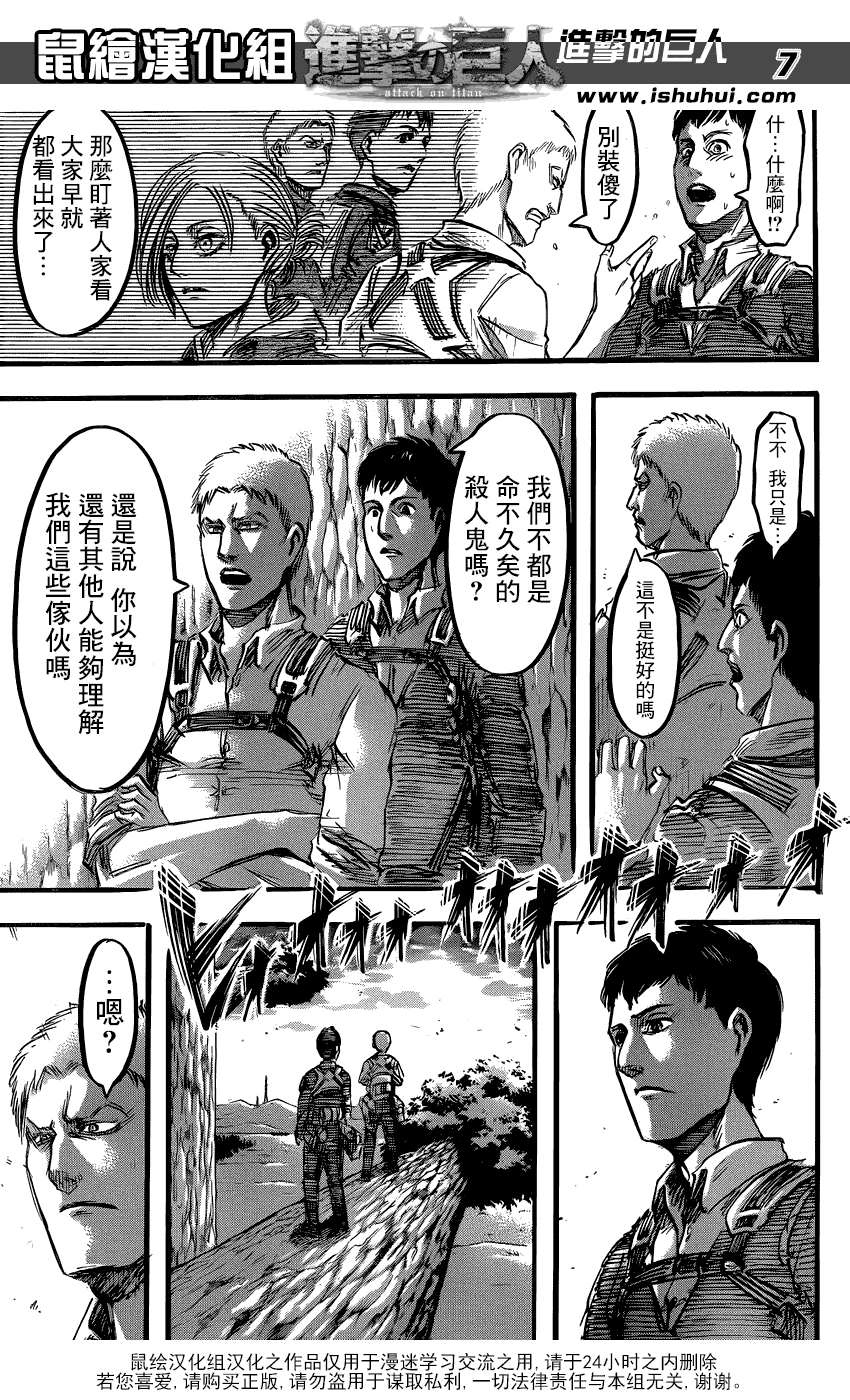 鼠繪漢化組
進撃の巨人
attack on titan
進擊的巨人
7
www.ishuhui.com
什…什麼啊!?
別裝傻了
那麼盯著人家看
大家早就
都看出來了…
不不 我只是…
這不是挺好的嗎
我們不都是
命不久矣的
殺人鬼嗎?
還是說 你以為
還有其他人能夠理解
我們這些傢伙嗎
…嗯?
鼠绘汉化组汉化之作品仅用于漫迷学习交流之用, 请于24小时之内删除
若您喜爱, 请购买正版, 请勿盗用于谋取私利, 一切法律责任与本组无关, 谢谢。